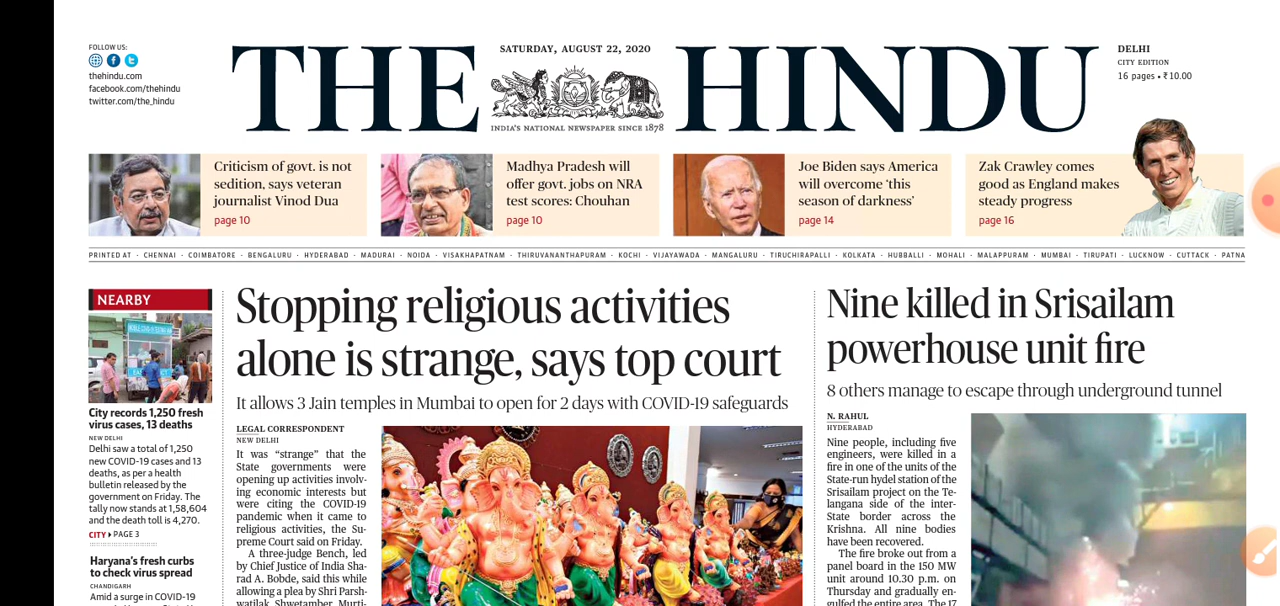 FOLLOW US:
thehindu.com
facebook.com/thehindu
twitter.com/the_hindu
THE HINDU
SATURDAY, AUGUST 22, 2020
INDIA'S NATIONAL NEWSPAPER SINCE 1878
DELHI
CITY EDITION
16 pages • ₹10.00
Criticism of govt. is not
sedition, says veteran
journalist Vinod Dua
page 10
Madhya Pradesh will
offer govt. jobs on NRA
test scores: Chouhan
page 10
Joe Biden says America
will overcome ‘this
season of darkness’
page 14
Zak Crawley comes
good as England makes
steady progress
page 16
PRINTED AT · CHENNAI · COIMBATORE · BENGALURU · HYDERABAD · MADURAI · NOIDA · VISAKHAPATNAM · THIRUVANANTHAPURAM · KOCHI · VIJAYAWADA · MANGALURU · TIRUCHIRAPALLI · KOLKATA · HUBBALLI · MOHALI · MALAPPURAM · MUMBAI · TIRUPATI · LUCKNOW · CUTTACK · PATNA
NEARBY
City records 1,250 fresh
virus cases, 13 deaths
NEW DELHI
Delhi saw a total of 1,250
new COVID-19 cases and 13
deaths, as per a health
bulletin released by the
government on Friday. The
tally now stands at 1,58,604
and the death toll is 4,270.
CITY PAGE 3
Haryana’s fresh curbs
to check virus spread
CHANDIGARH
Amid a surge in COVID-19
Stopping religious activities
alone is strange, says top court
It allows 3 Jain temples in Mumbai to open for 2 days with COVID-19 safeguards
LEGAL CORRESPONDENT
NEW DELHI
It was “strange” that the
State governments were
opening up activities involv-
ing economic interests but
were citing the COVID-19
pandemic when it came to
religious activities, the Su-
preme Court said on Friday.
A three-judge Bench, led
by Chief Justice of India Sha-
rad A. Bobde, said this while
allowing a plea by Shri Parsh-
watilak Shwetamber Murti-
Nine killed in Srisailam
powerhouse unit fire
8 others manage to escape through underground tunnel
N. RAHUL
HYDERABAD
Nine people, including five
engineers, were killed in a
fire in one of the units of the
State-run hydel station of the
Srisailam project on the Te-
langana side of the inter-
State border across the
Krishna. All nine bodies
have been recovered.
The fire broke out from a
panel board in the 150 MW
unit around 10.30 p.m. on
Thursday and gradually en-
gulfed the entire area. The 17